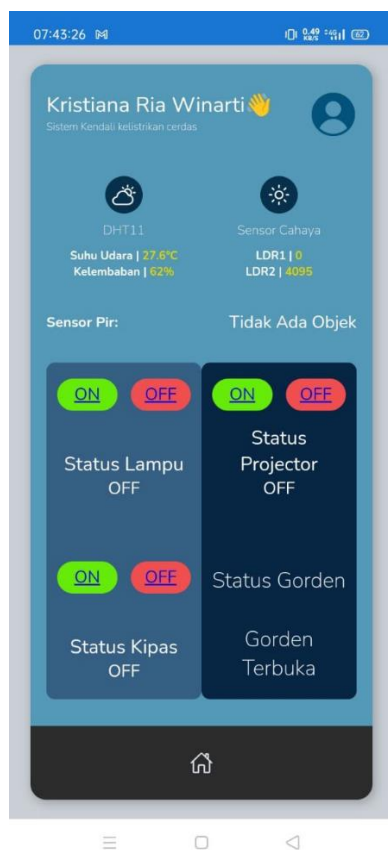 07:43:26 0.49 KB/S 4G 62
Kristiana Ria Winarti👋
Sistem Kendali kelistrikan cerdas
DHT11 Sensor Cahaya
Suhu Udara | 27.6°C LDR1 | 0
Kelembaban | 62% LDR2 | 4095
Sensor Pir: Tidak Ada Objek
ON OFF ON OFF
Status Lampu
OFF
Status
Projector
OFF
ON OFF
Status Kipas
OFF
Status Gorden
Gorden
Terbuka